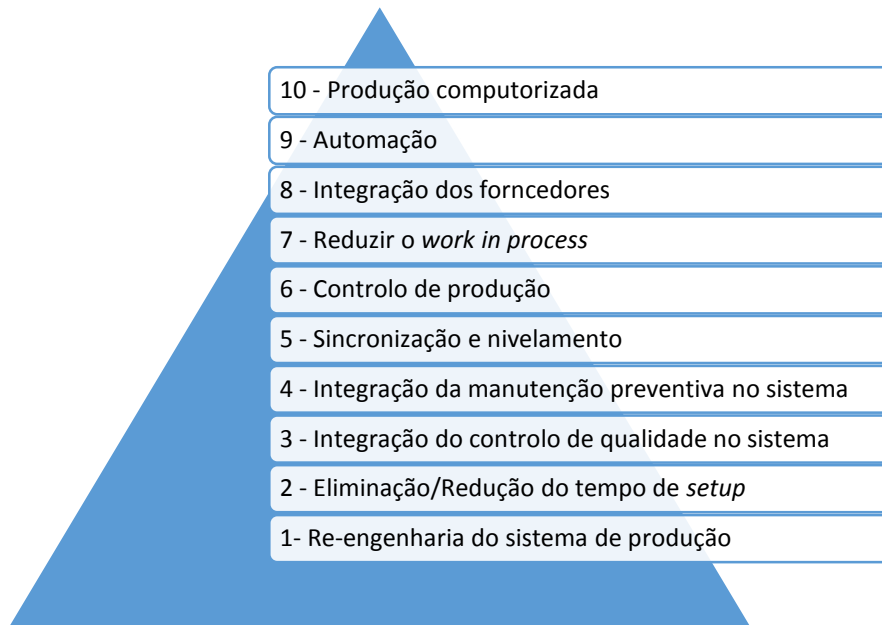 10 - Produção computorizada
9 - Automação
8 - Integração dos forncedores
7 - Reduzir o work in process
6 - Controlo de produção
5 - Sincronização e nivelamento
4 - Integração da manutenção preventiva no sistema
3 - Integração do controlo de qualidade no sistema
2 - Eliminação/Redução do tempo de setup
1- Re-engenharia do sistema de produção